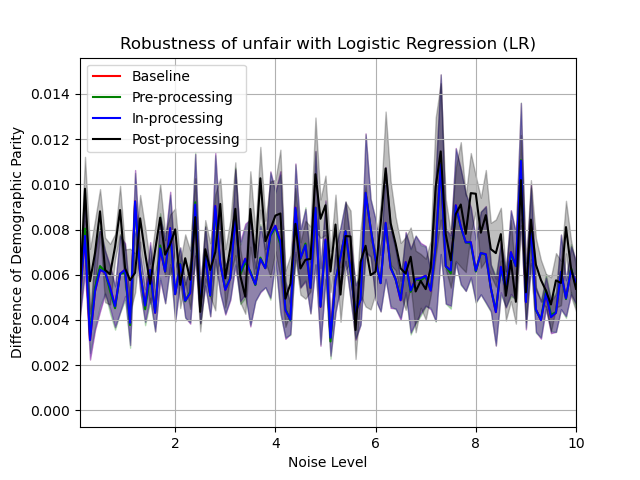 Robustness of unfair with Logistic Regression (LR)
Baseline
Pre-processing
In-processing
Post-processing
Difference of Demographic Parity
0.014
0.012
0.010
0.008
0.006
0.004
0.002
0.000
2 4 6 8 10
Noise Level